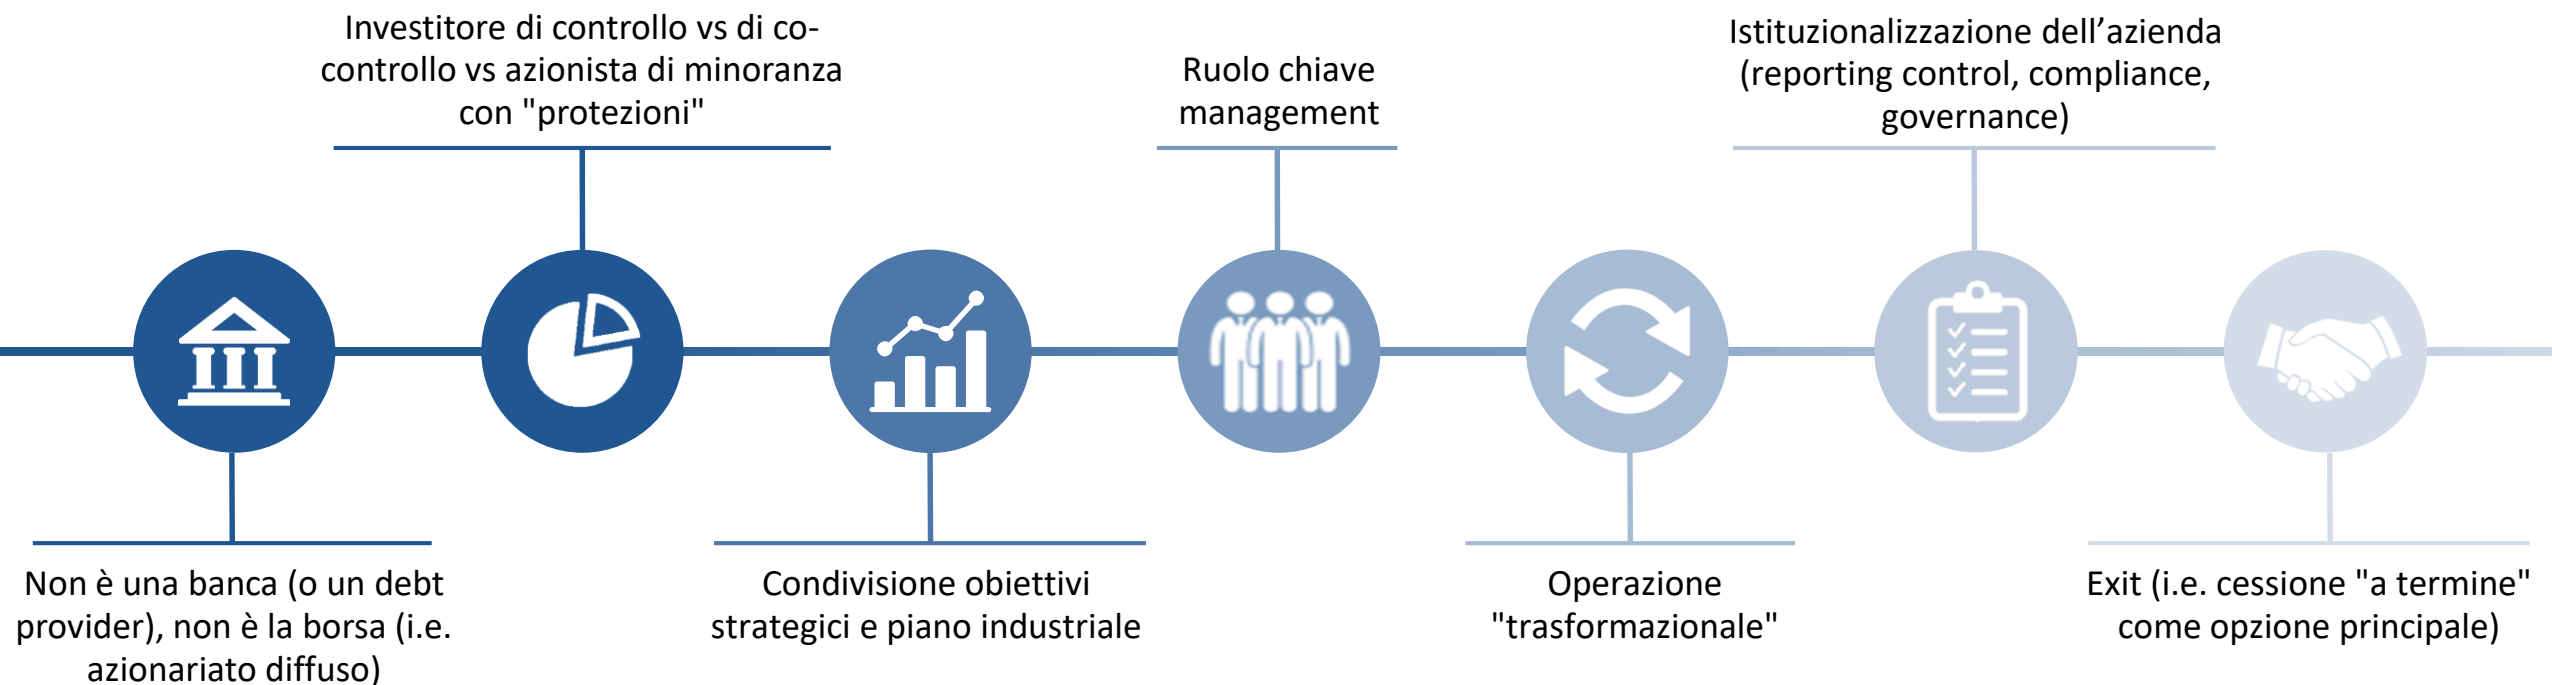 Investitore di controllo vs di co-
controllo vs azionista di minoranza
con "protezioni"
Ruolo chiave
management
Istituzionalizzazione dell’azienda
(reporting control, compliance,
governance)
Non è una banca (o un debt
provider), non è la borsa (i.e.
azionariato diffuso)
Condivisione obiettivi
strategici e piano industriale
Operazione
"trasformazionale"
Exit (i.e. cessione "a termine"
come opzione principale)